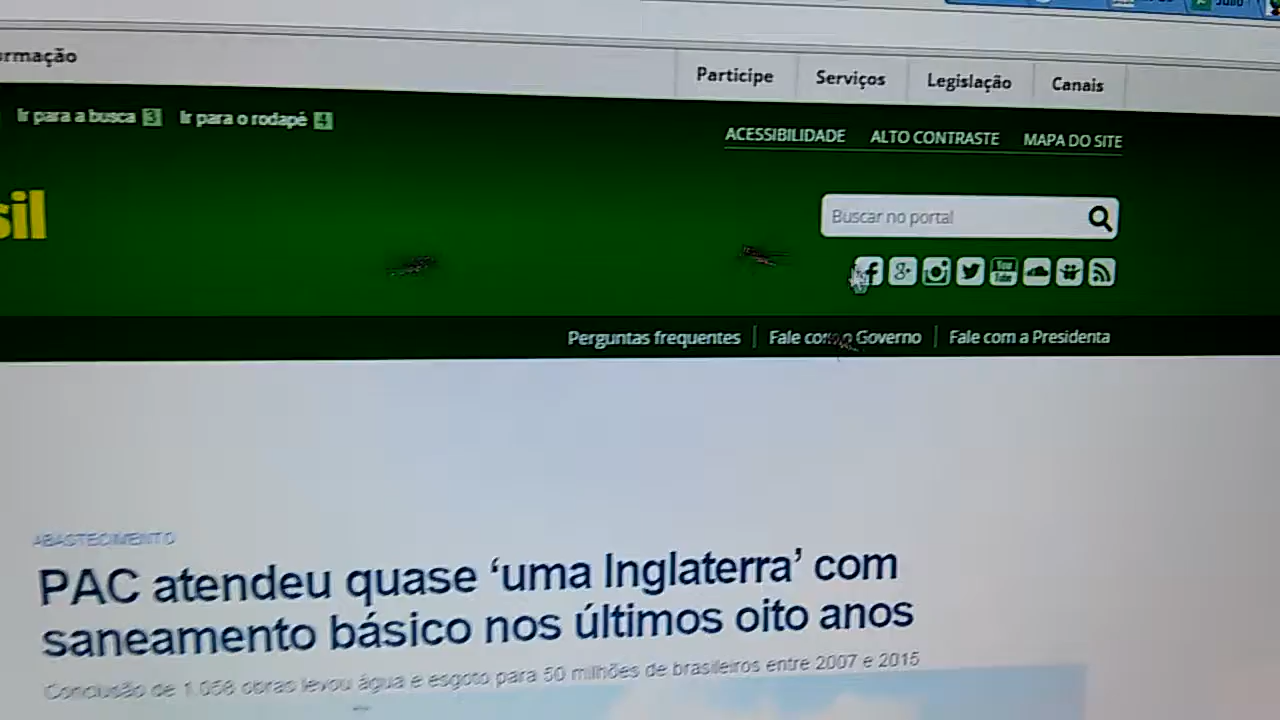 ormação
Participe Serviços Legislação Canais
Ir para a busca 3 Ir para o rodapé 4
ACESSIBILIDADE ALTO CONTRASTE MAPA DO SITE
sil
Buscar no portal
f g+ You Tube
Perguntas frequentes Fale com o Governo Fale com a Presidenta
ABASTECIMENTO
PAC atendeu quase ‘uma Inglaterra’ com
saneamento básico nos últimos oito anos
Conclusão de 1.058 obras levou água e esgoto para 50 milhões de brasileiros entre 2007 e 2015